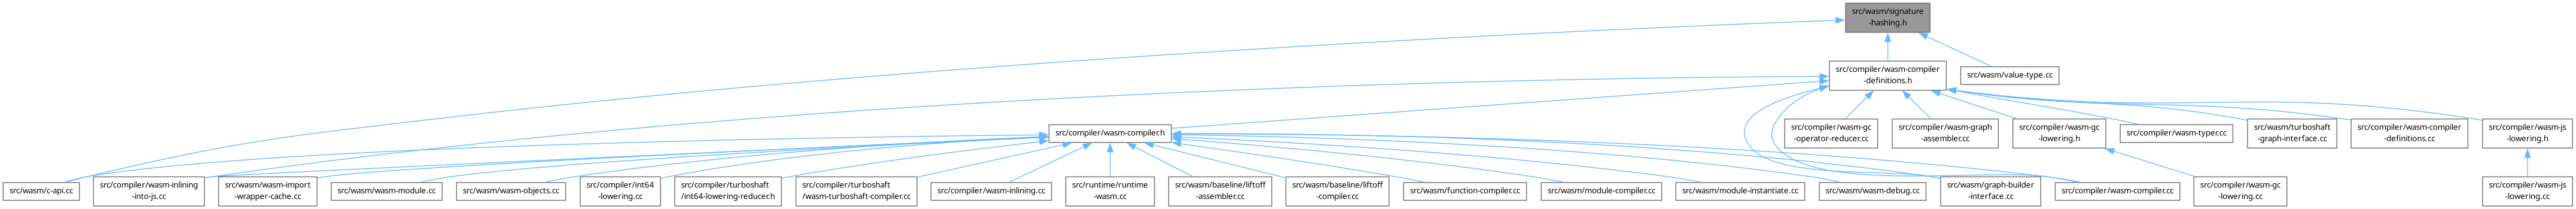 src/wasm/signature
-hashing.h
src/compiler/wasm-compiler
-definitions.h
src/wasm/value-type.cc
src/compiler/wasm-compiler.h
src/compiler/wasm-gc
-operator-reducer.cc
src/compiler/wasm-graph
-assembler.cc
src/compiler/wasm-gc
-lowering.h
src/compiler/wasm-typer.cc
src/wasm/turboshaft
-graph-interface.cc
src/compiler/wasm-compiler
-definitions.cc
src/compiler/wasm-js
-lowering.h
src/wasm/c-api.cc
src/compiler/wasm-inlining
-into-js.cc
src/wasm/wasm-import
-wrapper-cache.cc
src/wasm/wasm-module.cc
src/wasm/wasm-objects.cc
src/compiler/int64
-lowering.cc
src/compiler/turboshaft
/int64-lowering-reducer.h
src/compiler/turboshaft
/wasm-turboshaft-compiler.cc
src/compiler/wasm-inlining.cc
src/runtime/runtime
-wasm.cc
src/wasm/baseline/liftoff
-assembler.cc
src/wasm/baseline/liftoff
-compiler.cc
src/wasm/function-compiler.cc
src/wasm/module-compiler.cc
src/wasm/module-instantiate.cc
src/wasm/wasm-debug.cc
src/wasm/graph-builder
-interface.cc
src/compiler/wasm-compiler.cc
src/compiler/wasm-gc
-lowering.cc
src/compiler/wasm-js
-lowering.cc